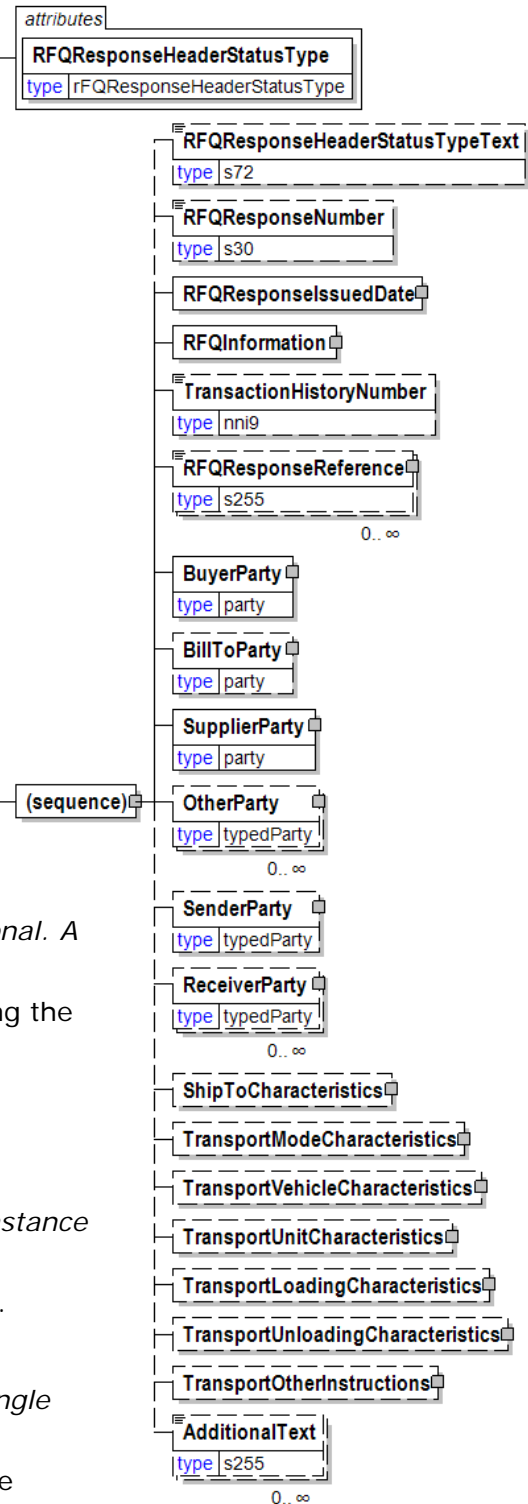 attributes
RFQResponseHeaderStatusType
type rFQResponseHeaderStatusType
RFQResponseHeaderStatusTypeText
type s72
RFQResponseNumber
type s30
RFQResponseIssuedDate
RFQInformation
TransactionHistoryNumber
type nni9
RFQResponseReference
type s255
0.. ∞
BuyerParty
type party
BillToParty
type party
SupplierParty
type party
(sequence)
OtherParty
type typedParty
0.. ∞
SenderParty
type typedParty
ReceiverParty
type typedParty
0.. ∞
ShipToCharacteristics
TransportModeCharacteristics
TransportVehicleCharacteristics
TransportUnitCharacteristics
TransportLoadingCharacteristics
TransportUnloadingCharacteristics
TransportOtherInstructions
AdditionalText
type s255
0.. ∞
nal. A
ng the
nstance
.
ngle
e